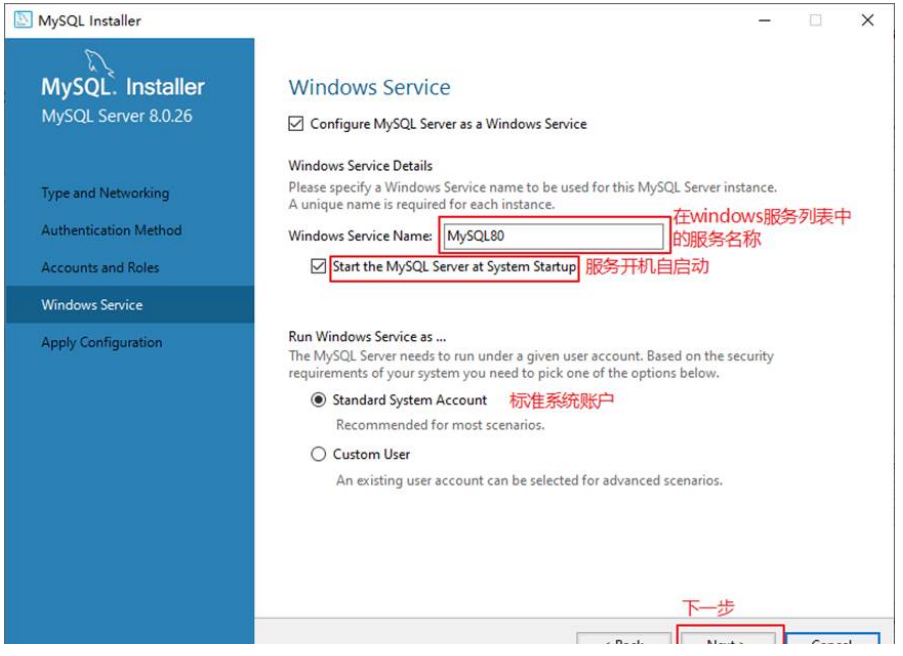 MySQL Installer
MySQL. Installer
MySQL Server 8.0.26
Type and Networking
Authentication Method
Accounts and Roles
Windows Service
Apply Configuration
Windows Service
Configure MySQL Server as a Windows Service
Windows Service Details
Please specify a Windows Service name to be used for this MySQL Server instance.
A unique name is required for each instance.
Windows Service Name: MySQL80
在windows服务列表中
的服务名称
Start the MySQL Server at System Startup 服务开机自启动
Run Windows Service as ...
The MySQL Server needs to run under a given user account. Based on the security
requirements of your system you need to pick one of the options below.
Standard System Account 标准系统账户
Recommended for most scenarios.
Custom User
An existing user account can be selected for advanced scenarios.
下一步
< Back Next > Cancel